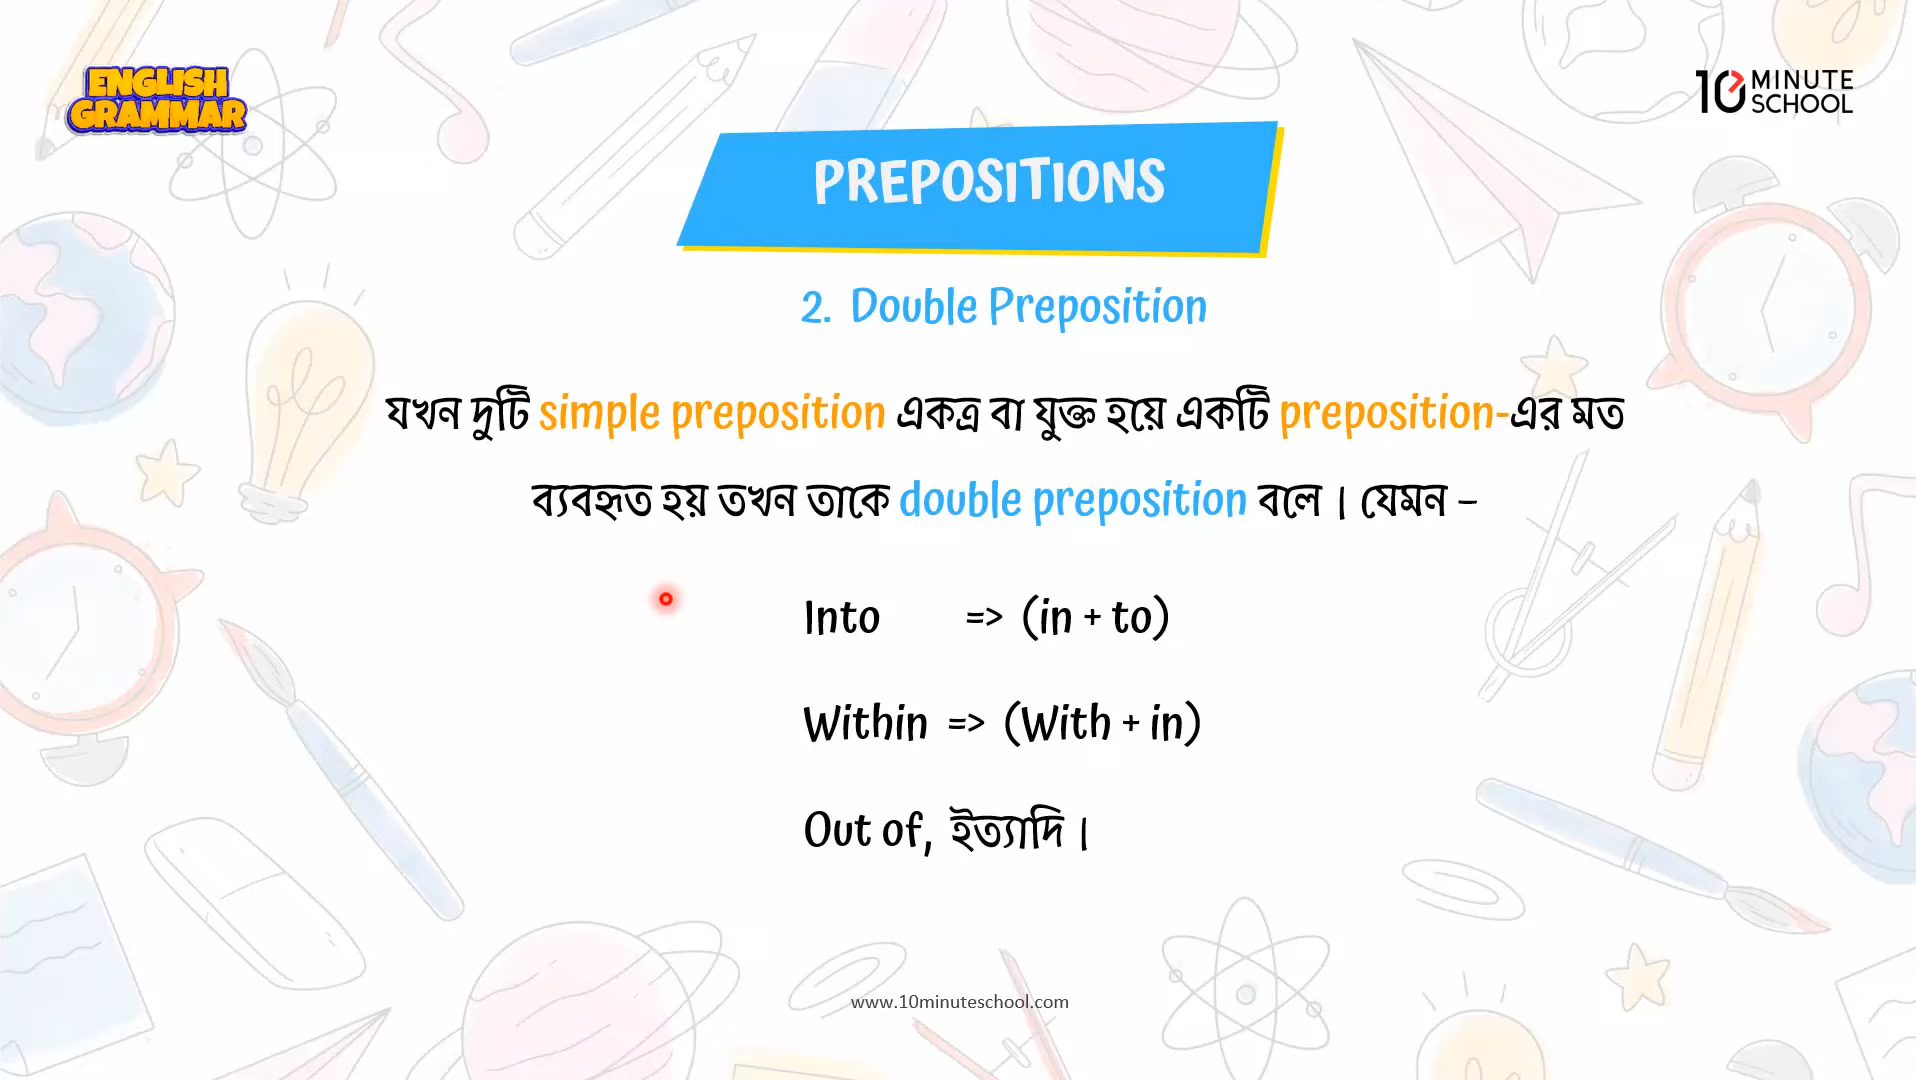 ENGLISH
GRAMMAR
10 MINUTE
SCHOOL
PREPOSITIONS
2. Double Preposition
যখন দুটি simple preposition একত্র বা যুক্ত হয়ে একটি preposition-এর মত
ব্যবহৃত হয় তখন তাকে double preposition বলে । যেমন –
Into => (in + to)
Within => (With + in)
Out of, ইত্যাদি ।
www.10minuteschool.com